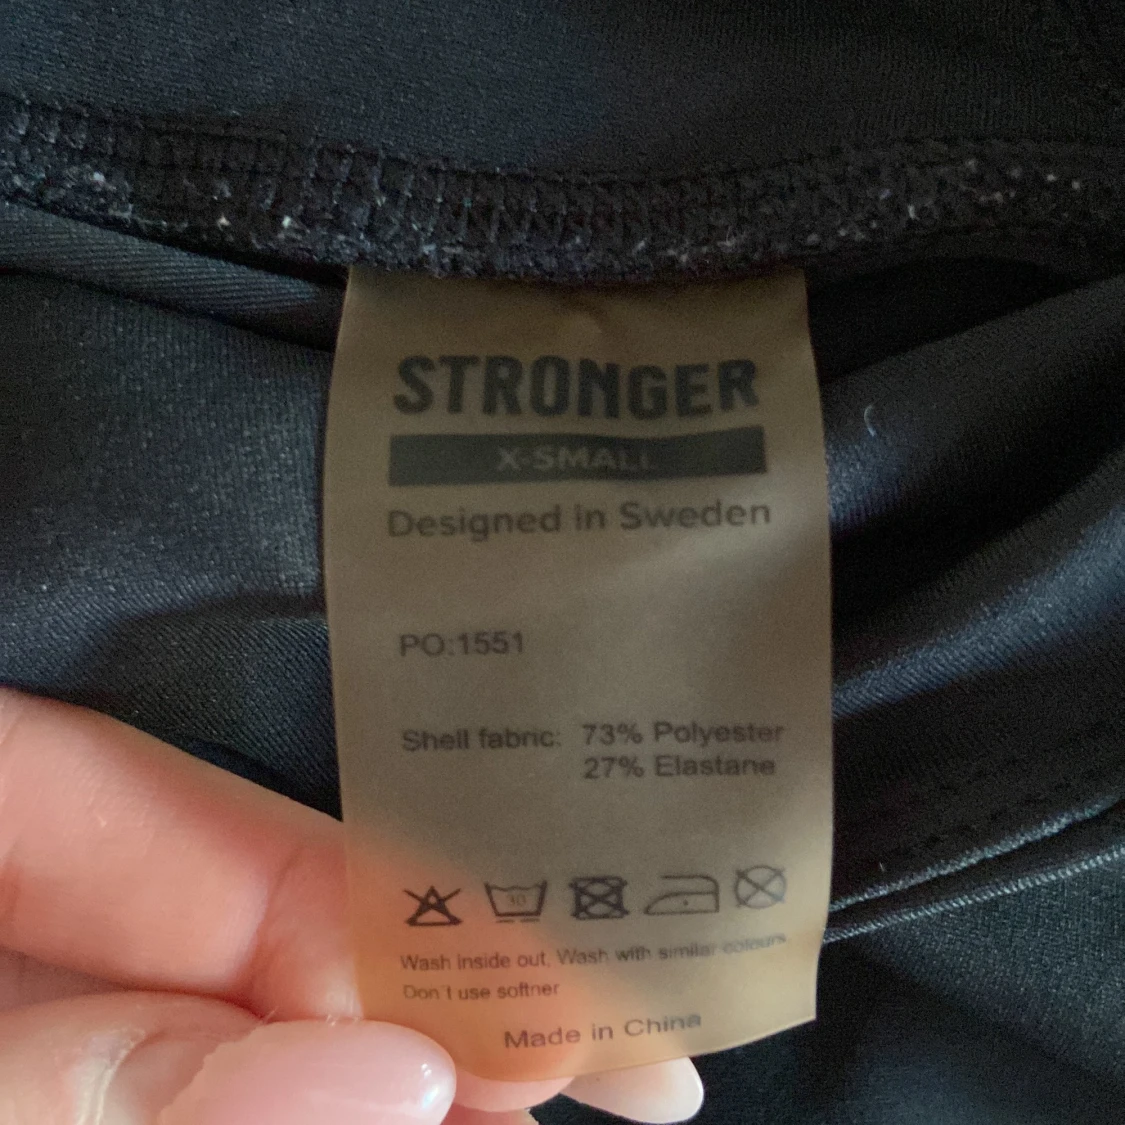 STRONGER
X-SMALL
Designed in Sweden
PO:1551
Shell fabric: 73% Polyester
27% Elastane
30
Wash inside out, Wash with similar colours
Don't use softner
Made in China